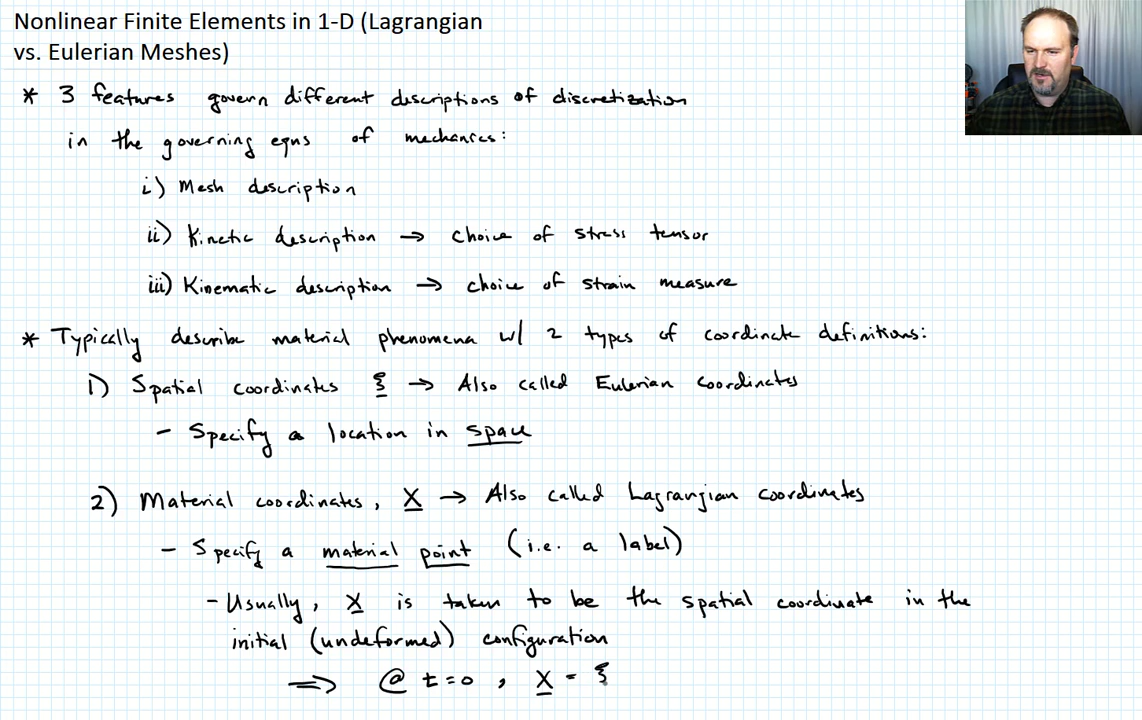 Nonlinear Finite Elements in 1-D (Lagrangian
vs. Eulerian Meshes)
* 3 features govern different descriptions of discretization
in the governing eqns of mechanics:
i) Mesh description
ii) Kinetic description → choice of stress tensor
iii) Kinematic description → choice of strain measure
* Typically describe material phenomena w/ 2 types of coordinate definitions:
1) Spatial coordinates ξ → Also called Eulerian coordinates
- Specify a location in space
2) Material coordinates, X → Also called Lagrangian coordinates
- Specify a material point (i.e. a label)
- Usually, X is taken to be the spatial coordinate in the
initial (undeformed) configuration
⇒ @ t=0, X = ξ